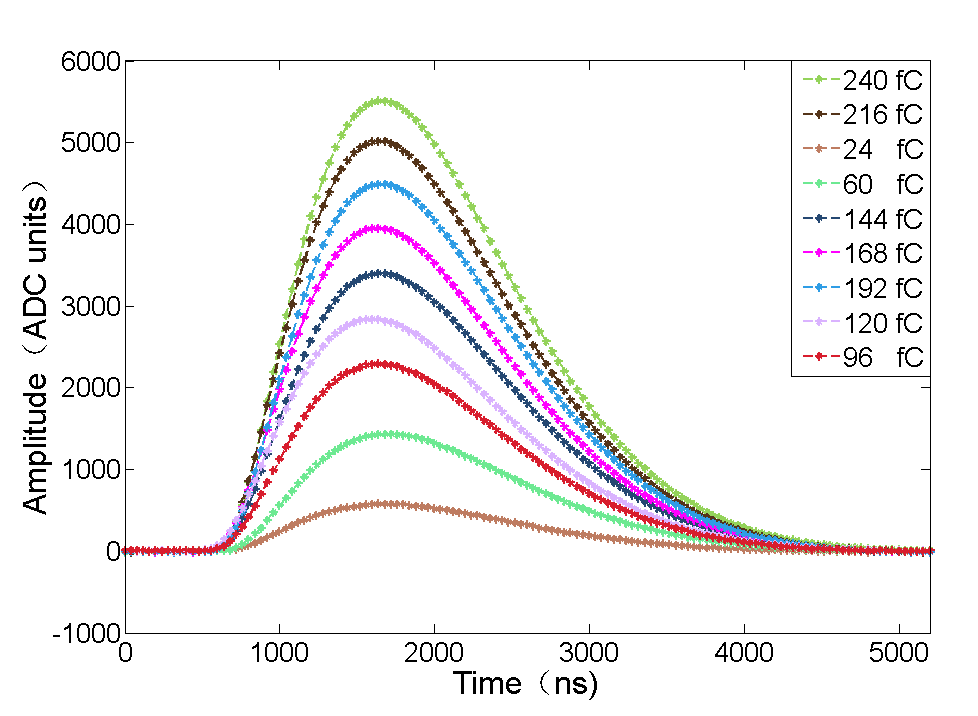 6000
5000
4000
3000
2000
1000
0
-1000
Amplitude（ADC units）
0 1000 2000 3000 4000 5000
Time（ns)
240 fC
216 fC
24 fC
60 fC
144 fC
168 fC
192 fC
120 fC
96 fC